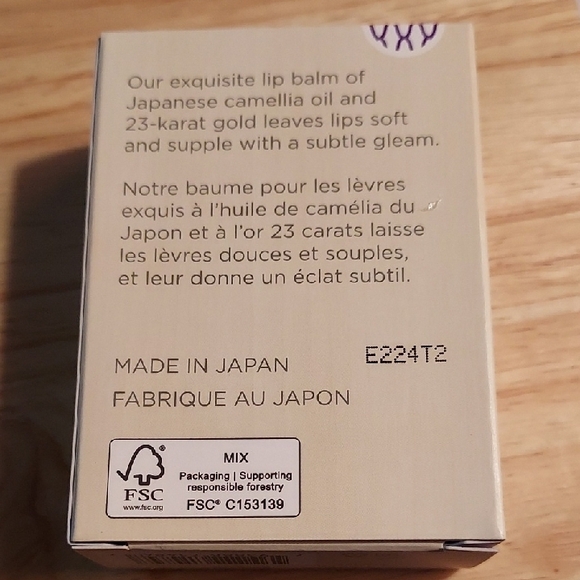 Our exquisite lip balm of
Japanese camellia oil and
23-karat gold leaves lips soft
and supple with a subtle gleam.
Notre baume pour les lèvres
exquis à l'huile de camélia du
Japon et à l'or 23 carats laisse
les lèvres douces et souples,
et leur donne un éclat subtil.
E224T2
MADE IN JAPAN
FABRIQUE AU JAPON
MIX
Packaging | Supporting
responsible forestry
FSC® C153139
FSC
www.fsc.org